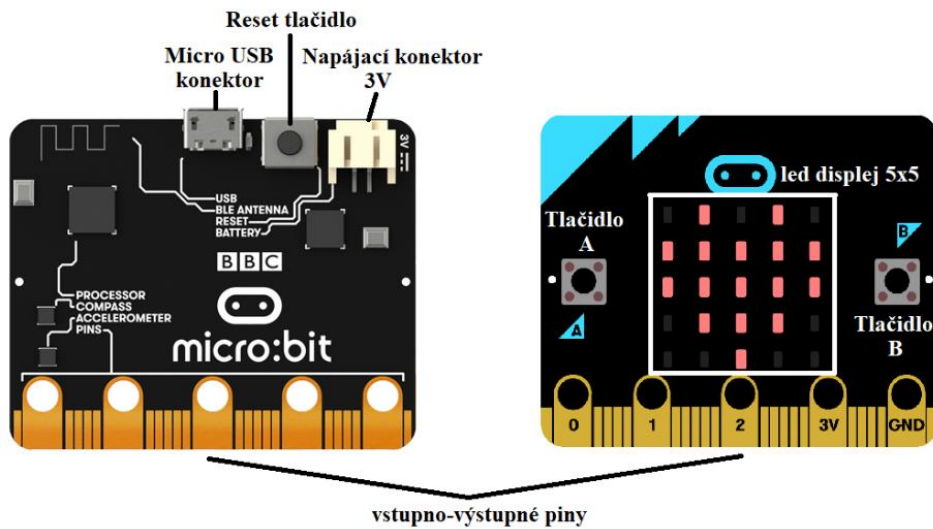 Reset tlačidlo
Micro USB
konektor
Napájací konektor
3V
3V
USB
BLE ANTENNA
RESET
BATTERY
BBC
PROCESSOR
COMPASS
ACCELEROMETER
PINS
micro:bit
led displej 5x5
Tlačidlo
A
B
A
Tlačidlo
B
0 1 2 3V GND
vstupno-výstupné piny